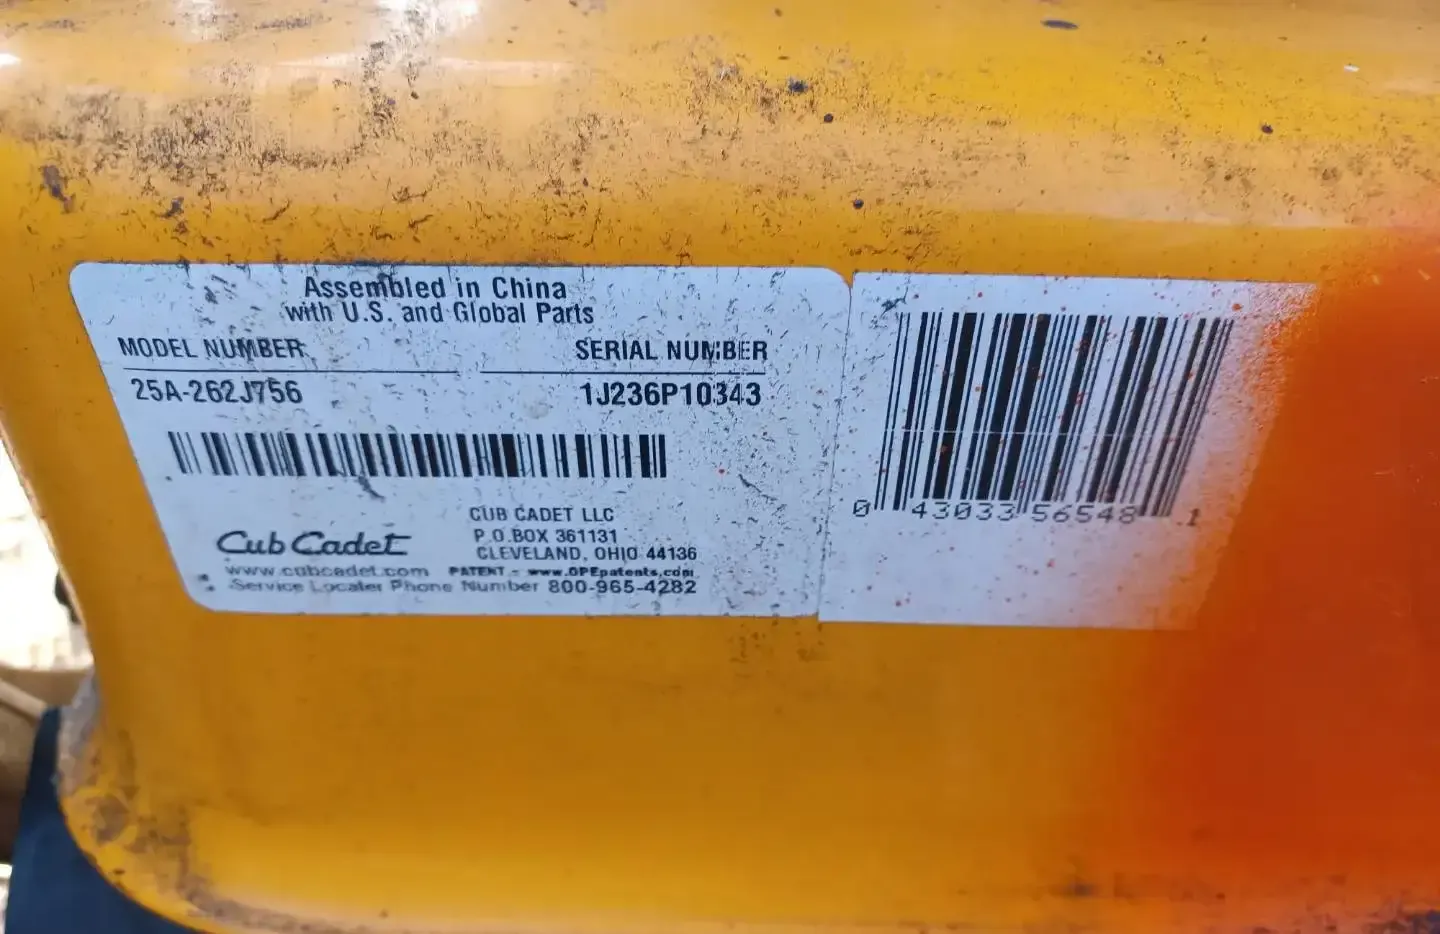 Assembled in China
with U.S. and Global Parts
MODEL NUMBER
SERIAL NUMBER
25A-262J756
1J236P10343
CUB CADET LLC
P.O.BOX 361131
CLEVELAND, OHIO 44136
Cub Cadet
www.cubcadet.com PATENT - www.OPEpatents.com
Service Locater Phone Number 800-965-4282
0 43033 56548 1